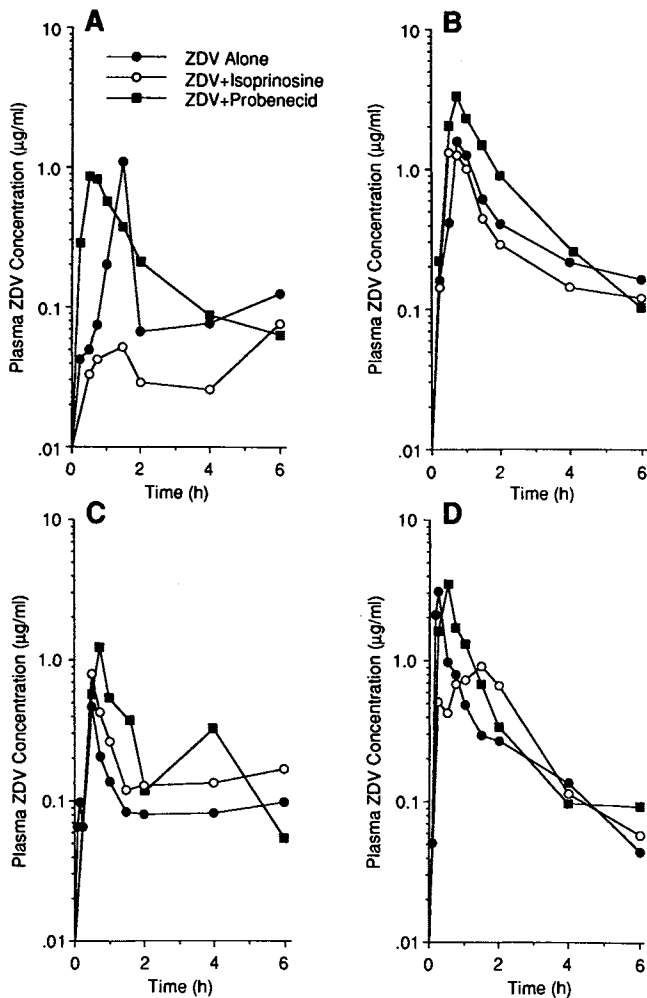 A
ZDV Alone
ZDV+Isoprinosine
ZDV+Probenecid
Plasma ZDV Concentration (μg/ml)
10
1.0
0.1
.01
0 2 4 6
Time (h)
B
Plasma ZDV Concentration (μg/ml)
10
1.0
0.1
.01
0 2 4 6
Time (h)
C
Plasma ZDV Concentration (μg/ml)
10
1.0
0.1
.01
0 2 4 6
Time (h)
D
Plasma ZDV Concentration (μg/ml)
10
1.0
0.1
.01
0 2 4 6
Time (h)